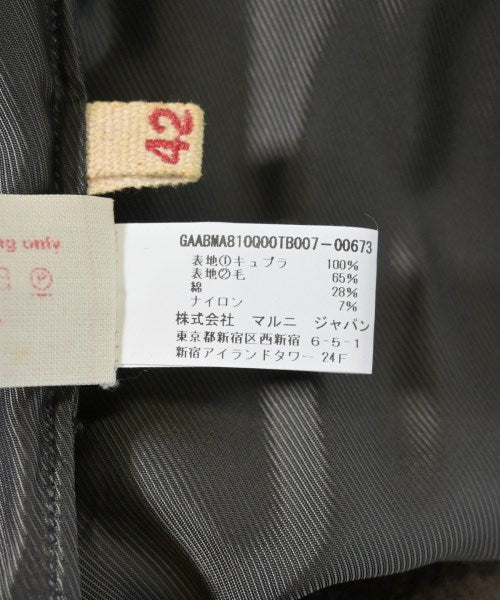 42
ng only
GAABMA810Q00TB007-00673
表地①キュプラ 100%
表地②毛 65%
綿 28%
ナイロン 7%
株式会社 マルニ ジャパン
東京都新宿区西新宿 6-5-1
新宿アイランドタワー 24F